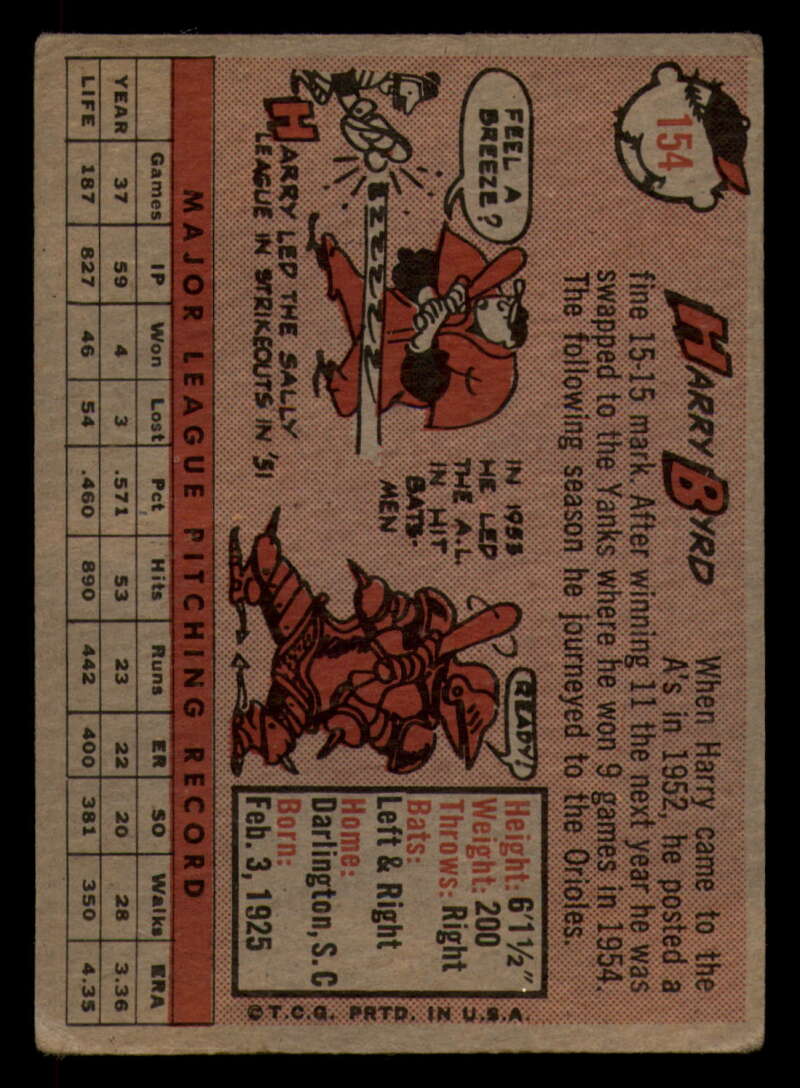 154
HARRY BYRD
When Harry came to the
A's in 1952, he posted a
fine 15-15 mark. After winning 11 the next year he was
swapped to the Yanks where he won 9 games in 1954.
The following season he journeyed to the Orioles.
FEEL A
BREEZE?
ZZZZZZZ
HARRY LED THE SALLY
LEAGUE IN STRIKEOUTS IN '51
IN 1953
HE LED
THE A.L.
IN HIT
BATS-
MEN
READY!
Height: 6'1½"
Weight: 200
Throws: Right
Bats:
Left & Right
Home:
Darlington, S. C
Born:
Feb. 3, 1925
©T.C.G. PRTD. IN U.S.A.
MAJOR LEAGUE PITCHING RECORD
Games IP Won Lost Pct Hits Runs ER SO Walks ERA
YEAR 37 59 4 3 .571 53 23 22 20 28 3.36
LIFE 187 827 46 54 .460 890 442 400 381 350 4.35